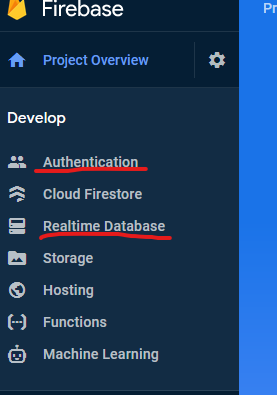 Firebase
Pr
Project Overview
Develop
Authentication
Cloud Firestore
Realtime Database
Storage
Hosting
Functions
Machine Learning